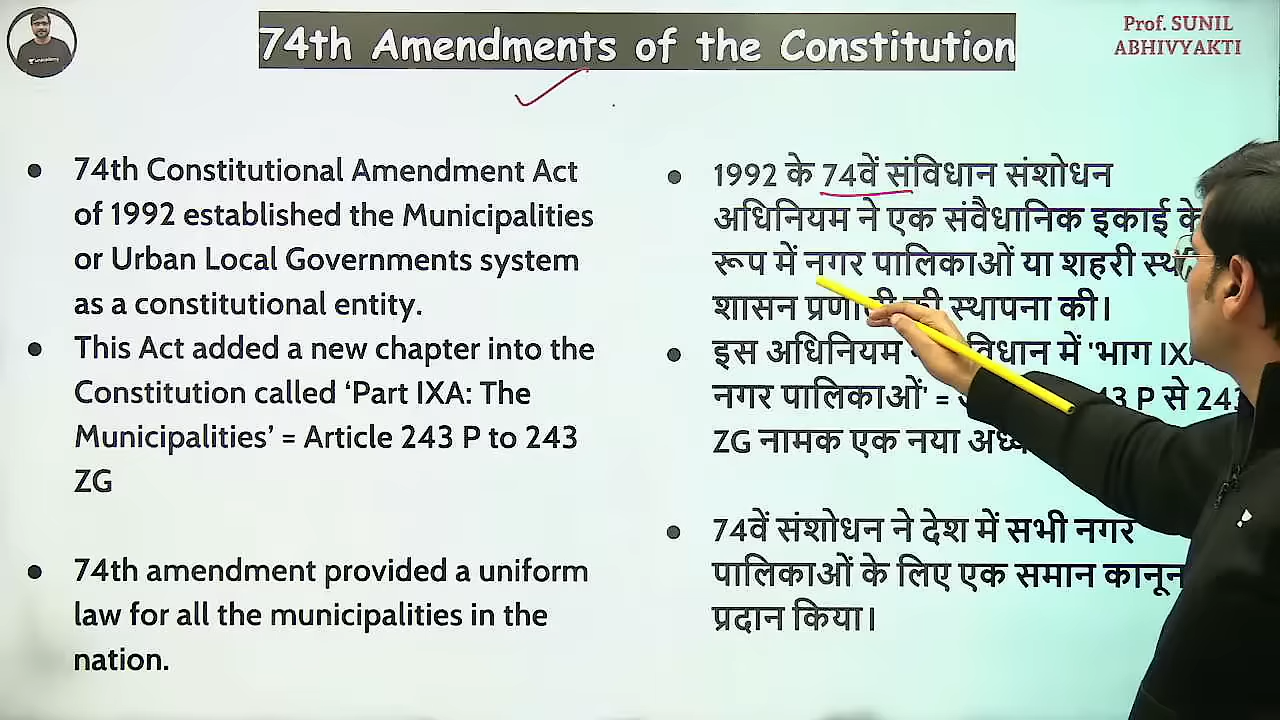 74th Amendments of the Constitution
Prof. SUNIL
ABHIVYAKTI
• 74th Constitutional Amendment Act
of 1992 established the Municipalities
or Urban Local Governments system
as a constitutional entity.
• This Act added a new chapter into the
Constitution called ‘Part IXA: The
Municipalities’ = Article 243 P to 243
ZG
• 74th amendment provided a uniform
law for all the municipalities in the
nation.
• 1992 के 74वें संविधान संशोधन
अधिनियम ने एक संवैधानिक इकाई के
रूप में नगर पालिकाओं या शहरी
शासन की स्थापना की।
• इस अधिनियम में 'भाग
नगर पालिकाओं' = P से
ZG नामक एक नया
• 74वें संशोधन ने देश में सभी नगर
पालिकाओं के लिए एक समान कानून
प्रदान किया।